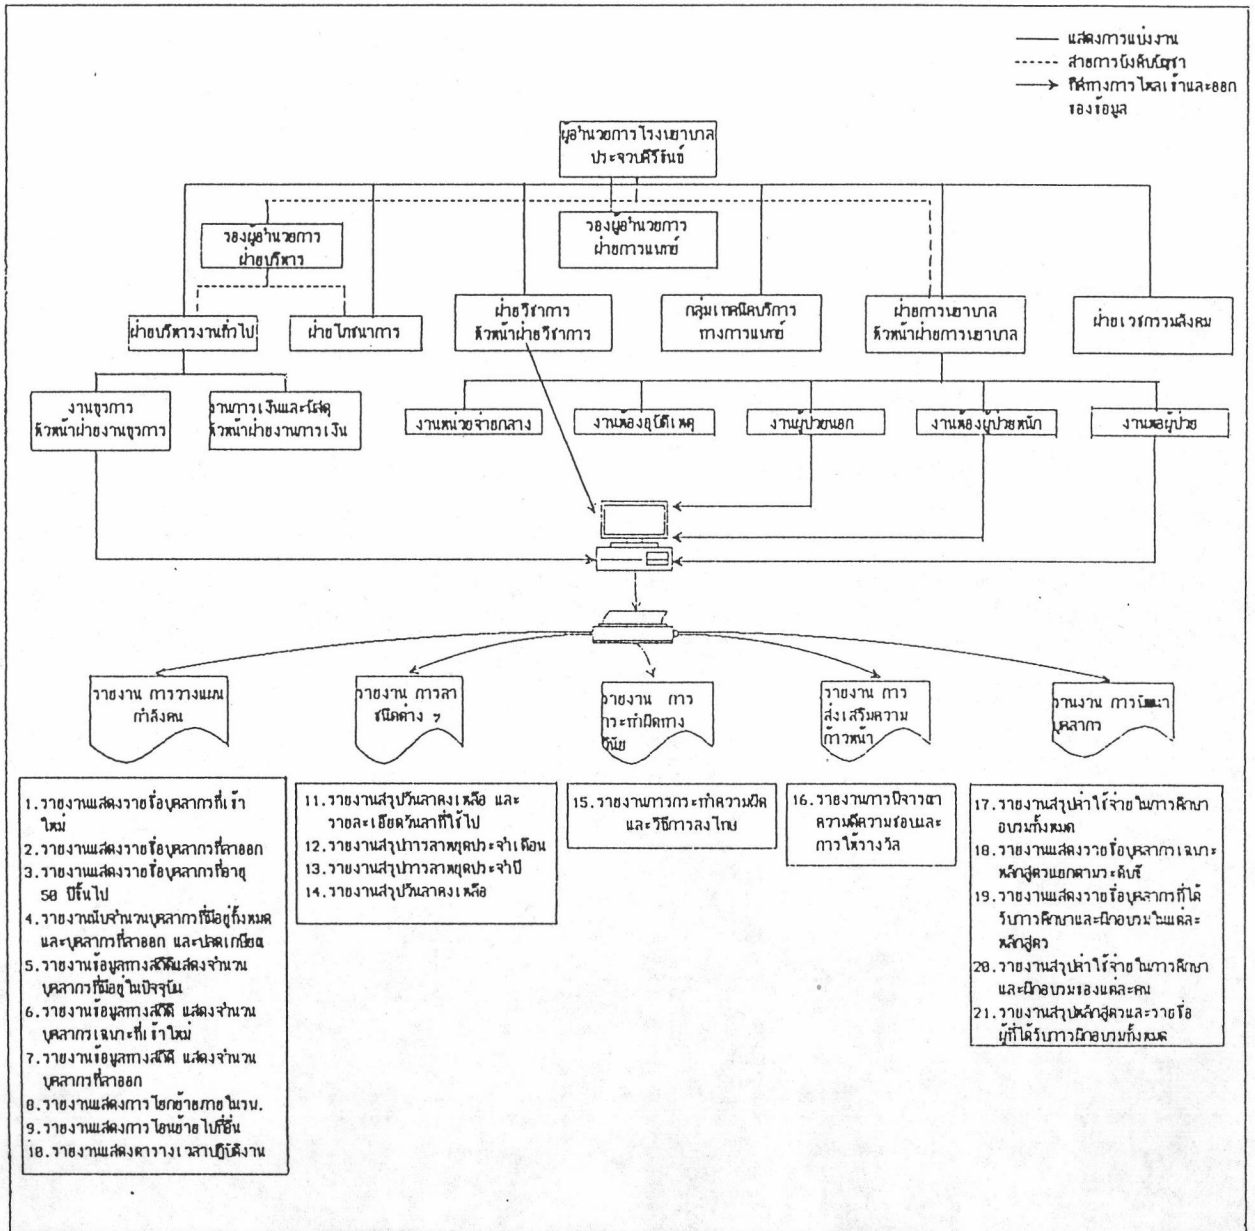 แสดงการแบ่งงาน
สายการบังคับบัญชา
ทิศทางการไหลเข้าและออก
ของข้อมูล
ผู้อำนวยการโรงพยาบาล
ประจวบคีรีขันธ์
รองผู้อำนวยการ
ฝ่ายบริหาร
รองผู้อำนวยการ
ฝ่ายการแพทย์
ฝ่ายบริหารงานทั่วไป
ฝ่ายโภชนาการ
ฝ่ายวิชาการ
หัวหน้าฝ่ายวิชาการ
กลุ่มเทคนิคบริการ
ทางการแพทย์
ฝ่ายการพยาบาล
หัวหน้าฝ่ายการพยาบาล
ฝ่ายเวชกรรมสังคม
งานธุรการ
หัวหน้าฝ่ายงานธุรการ
งานการเงินและพัสดุ
หัวหน้าฝ่ายงานการเงิน
งานหน่วยจ่ายกลาง
งานห้องอุบัติเหตุ
งานผู้ป่วยนอก
งานห้องผู้ป่วยหนัก
งานหอผู้ป่วย
รายงาน การวางแผน
กำลังคน
รายงาน การลา
ชนิดต่าง ๆ
รายงาน การ
กระทำผิดทาง
วินัย
รายงาน การ
ส่งเสริมความ
ก้าวหน้า
รายงาน การพัฒนา
บุคลากร
1. รายงานแสดงรายชื่อบุคลากรที่เข้า
ใหม่
2. รายงานแสดงรายชื่อบุคลากรที่ลาออก
3. รายงานแสดงรายชื่อบุคลากรที่อายุ
50 ปีขึ้นไป
4. รายงานนับจำนวนบุคลากรที่มีอยู่ทั้งหมด
และบุคลากรที่ลาออก และปลดเกษียณ
5. รายงานข้อมูลทางสถิติแสดงจำนวน
บุคลากรที่มีอยู่ในปัจจุบัน
6. รายงานข้อมูลทางสถิติ แสดงจำนวน
บุคลากรเฉพาะที่เข้าใหม่
7. รายงานข้อมูลทางสถิติ แสดงจำนวน
บุคลากรที่ลาออก
8. รายงานแสดงการโยกย้ายภายในรพ.
9. รายงานแสดงการโอนย้ายไปที่อื่น
10. รายงานแสดงตารางเวลาปฏิบัติงาน
11. รายงานสรุปวันลาคงเหลือ และ
รายละเอียดวันลาที่ใช้ไป
12. รายงานสรุปการลาหยุดประจำเดือน
13. รายงานสรุปการลาหยุดประจำปี
14. รายงานสรุปวันลาคงเหลือ
15. รายงานการกระทำความผิด
และวิธีการลงโทษ
16. รายงานการพิจารณา
ความดีความชอบและ
การให้รางวัล
17. รายงานสรุปค่าใช้จ่ายในการศึกษา
อบรมทั้งหมด
18. รายงานแสดงรายชื่อบุคลากรเฉพาะ
หลักสูตรแยกตามระดับซี
19. รายงานแสดงรายชื่อบุคลากรที่ได้
รับการศึกษาและฝึกอบรมในแต่ละ
หลักสูตร
20. รายงานสรุปค่าใช้จ่ายในการศึกษา
และฝึกอบรมของแต่ละคน
21. รายงานสรุปหลักสูตรและรายชื่อ
ผู้ที่ได้รับการฝึกอบรมทั้งหมด